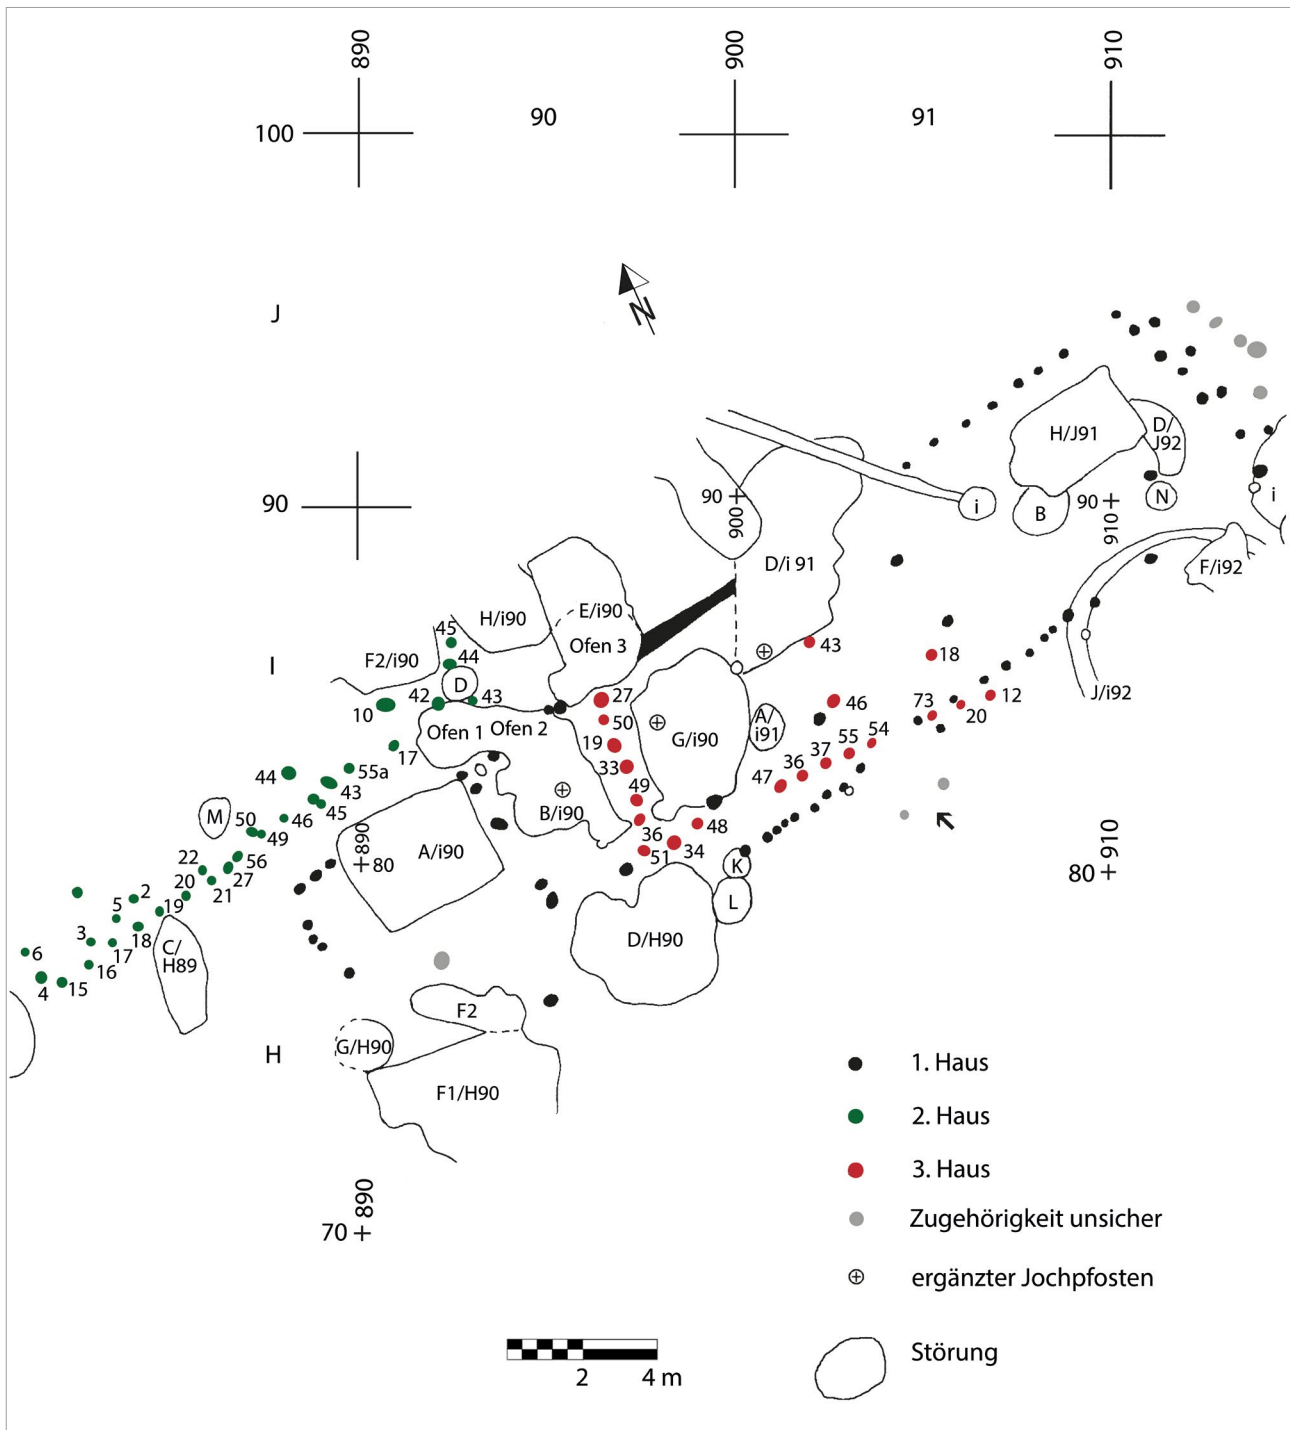 890
900
910
100
90
91
N
J
H/J91
D/
J92
90
90
900
i
B
90
910
N
i
D/i 91
F/i92
E/i90
H/i90
Ofen 3
45
43
F2/i90
44
18
I
D
J/i92
42
43
27
46
73
12
10
50
A/
i91
20
Ofen 1
Ofen 2
19
G/i90
54
17
55
33
37
44
55a
36
43
49
47
M
45
B/i90
50
46
36
48
49
890
A/i90
34
51
22
56
80
K
80
910
20
27
21
2
L
5
19
3
18
C/
H89
D/H90
6
17
16
4
15
F2
H
G/H90
F1/H90
1. Haus
2. Haus
3. Haus
890
70
Zugehörigkeit unsicher
ergänzter Jochpfosten
Störung
2
4 m